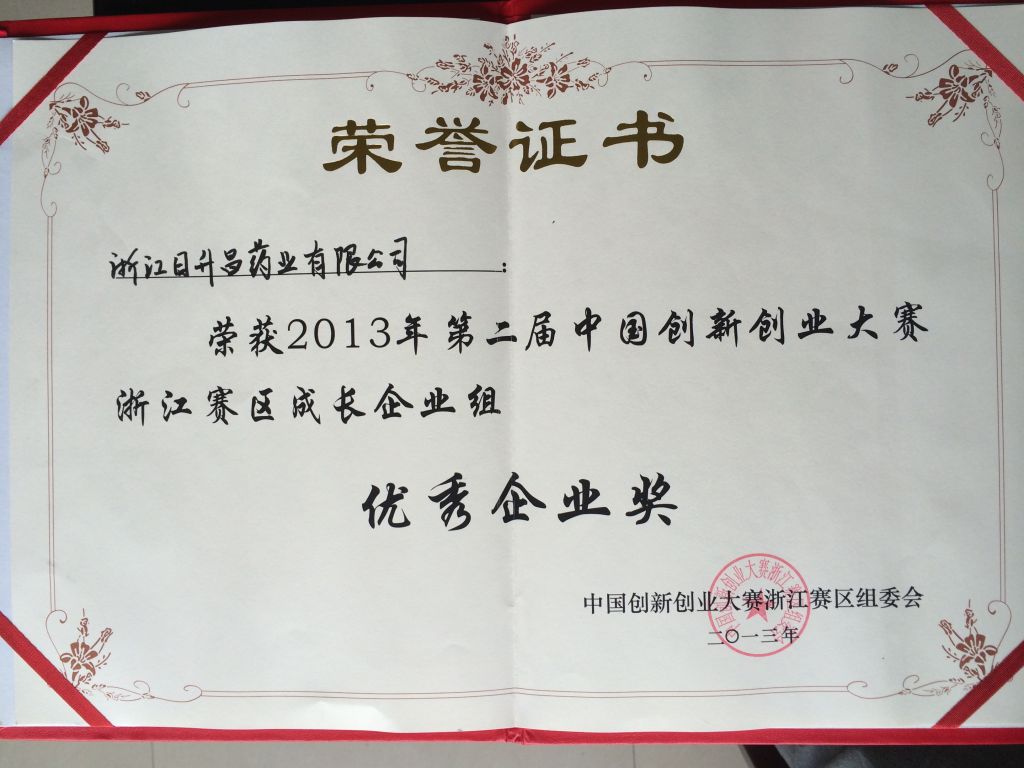 荣誉证书
浙江日升昌药业有限公司：
荣获2013年第二届中国创新创业大赛
浙江赛区成长企业组
优秀企业奖
中国创新创业大赛浙江赛区组委会
二〇一三年